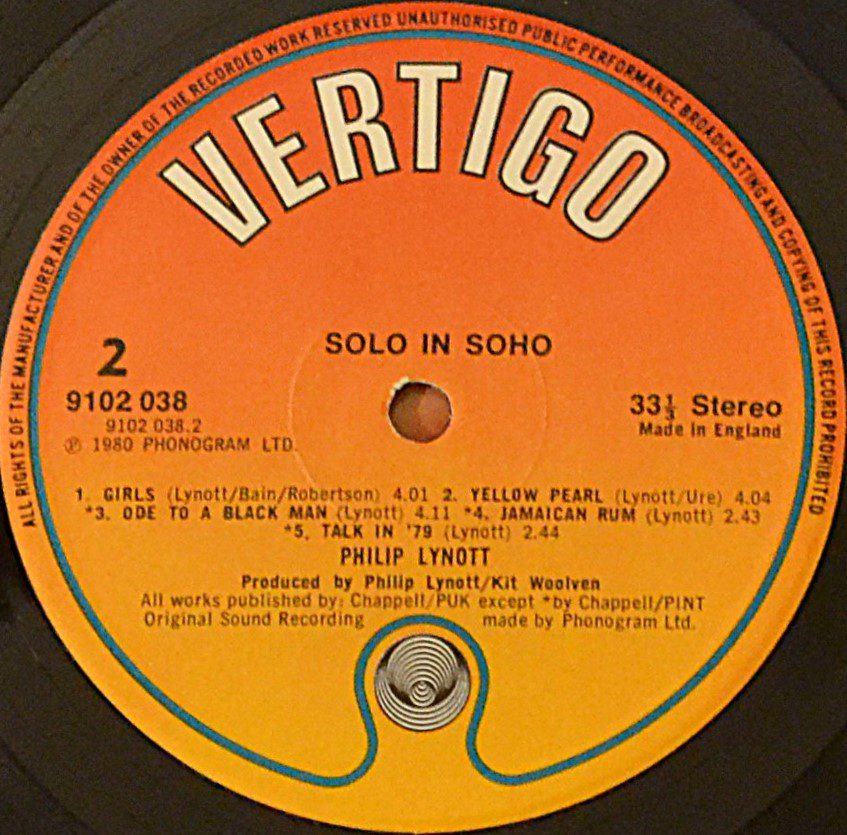 ALL RIGHTS OF THE MANUFACTURER AND OF THE OWNER OF THE RECORDED WORK RESERVED UNAUTHORISED PUBLIC PERFORMANCE BROADCASTING AND COPYING OF THIS RECORD PROHIBITED
VERTIGO
SOLO IN SOHO
2
9102 038
9102 038.2
℗ 1980 PHONOGRAM LTD.
33⅓ Stereo
Made in England
1. GIRLS (Lynott/Bain/Robertson) 4.01 2. YELLOW PEARL (Lynott/Ure) 4.04
*3. ODE TO A BLACK MAN (Lynott) 4.11 *4. JAMAICAN RUM (Lynott) 2.43
*5. TALK IN '79 (Lynott) 2.44
PHILIP LYNOTT
Produced by Philip Lynott/Kit Woolven
All works published by: Chappell/PUK except *by Chappell/PINT
Original Sound Recording made by Phonogram Ltd.